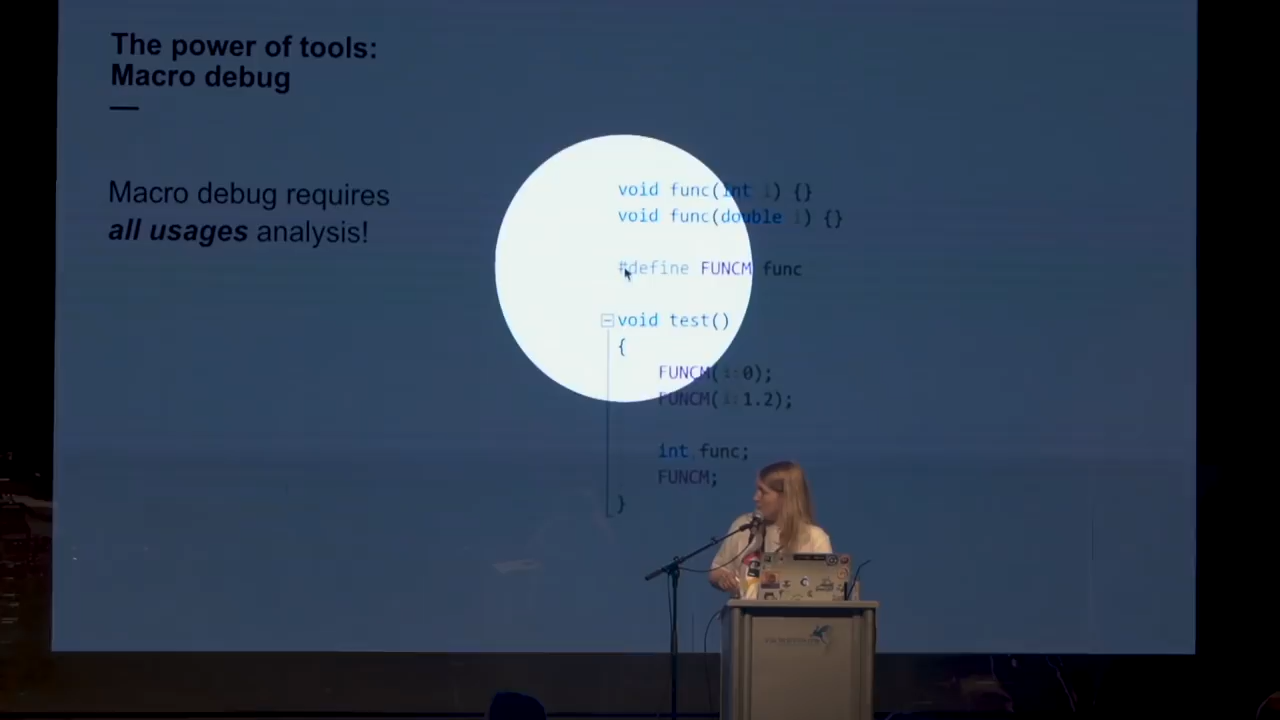 The power of tools:
Macro debug
Macro debug requires
all usages analysis!
void func(int i) {}
void func(double i) {}
#define FUNCM func
void test()
{
FUNCM( i: 0);
FUNCM( i: 1.2);
int func;
FUNCM;
}